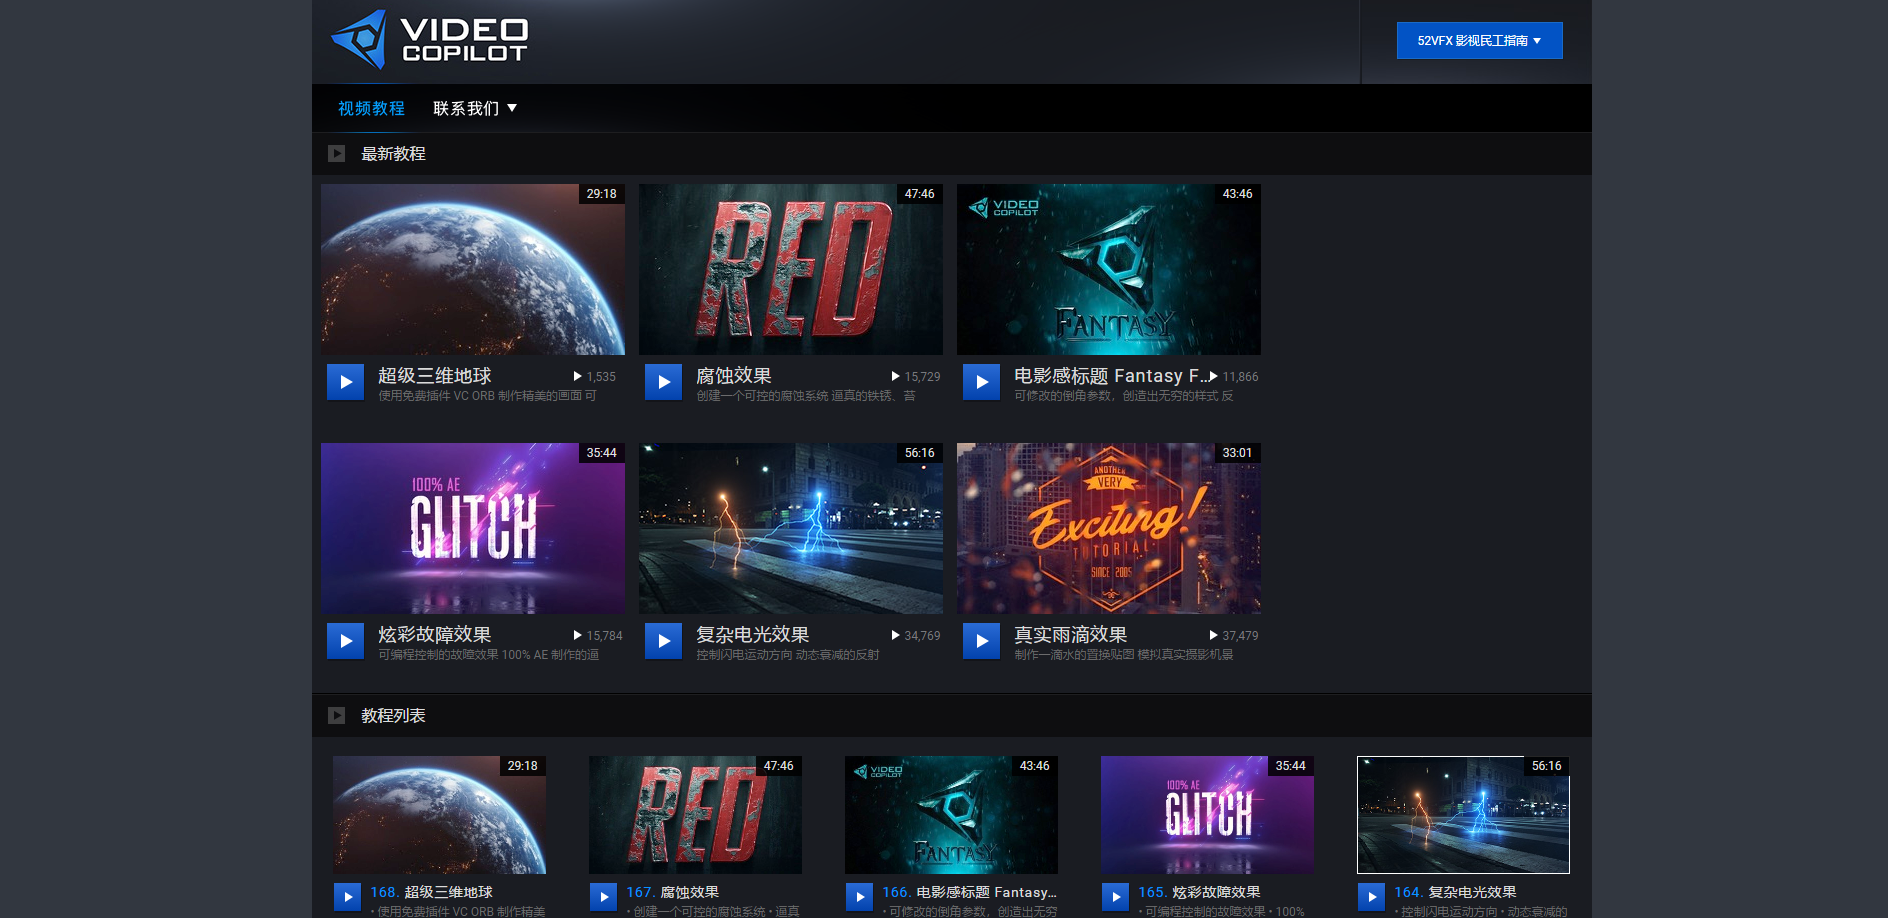 VIDEO
COPILOT
52VFX 影视民工指南
视频教程 联系我们
最新教程
29:18
47:46
RED
VIDEO
COPILOT
43:46
FANTASY
超级三维地球 1,535
使用免费插件 VC ORB 制作精美的画面 可
腐蚀效果 15,729
创建一个可控的腐蚀系统 逼真的铁锈、苔
电影感标题 Fantasy F... 11,866
可修改的倒角参数，创造出无穷的样式 反
35:44
100% AE
GLITCH
56:16
33:01
ANOTHER
VERY
Exciting!
TUTORIAL
SINCE 2005
炫彩故障效果 15,784
可编程控制的故障效果 100% AE 制作的逼
复杂电光效果 34,769
控制闪电运动方向 动态衰减的反射
真实雨滴效果 37,479
制作一滴水的置换贴图 模拟真实摄影机景
教程列表
29:18
47:46
RED
VIDEO
COPILOT
43:46
FANTASY
35:44
100% AE
GLITCH
56:16
168. 超级三维地球
• 使用免费插件 VC ORB 制作精美
167. 腐蚀效果
• 创建一个可控的腐蚀系统 • 逼真
166. 电影感标题 Fantasy...
• 可修改的倒角参数，创造出无穷
165. 炫彩故障效果
• 可编程控制的故障效果 • 100%
164. 复杂电光效果
• 控制闪电运动方向 • 动态衰减的